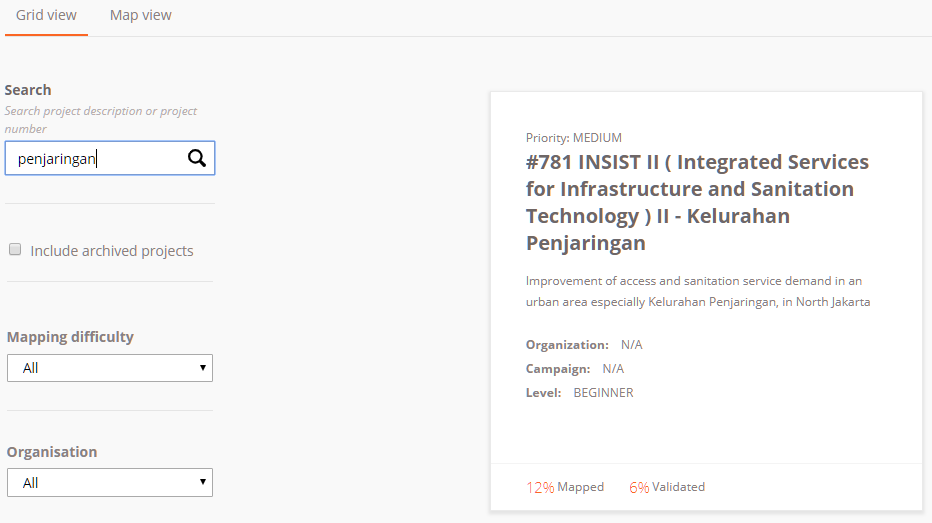 Grid view
Map view
Search
Search project description or project
number
penjaringan
Include archived projects
Mapping difficulty
All
Organisation
All
Priority: MEDIUM
#781 INSIST II ( Integrated Services
for Infrastructure and Sanitation
Technology ) II - Kelurahan
Penjaringan
Improvement of access and sanitation service demand in an
urban area especially Kelurahan Penjaringan, in North Jakarta
Organization: N/A
Campaign: N/A
Level: BEGINNER
12% Mapped 6% Validated